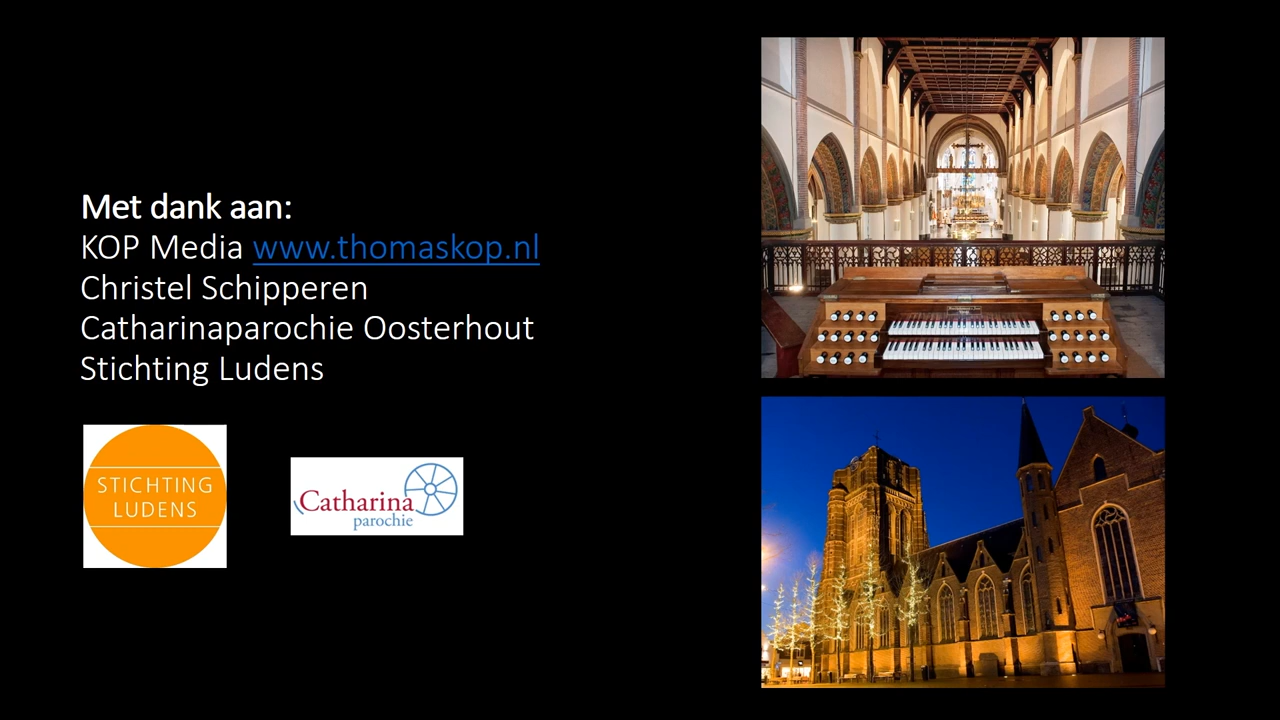 Met dank aan:
KOP Media www.thomaskop.nl
Christel Schipperen
Catharinaparochie Oosterhout
Stichting Ludens
STICHTING
LUDENS
Catharina
parochie